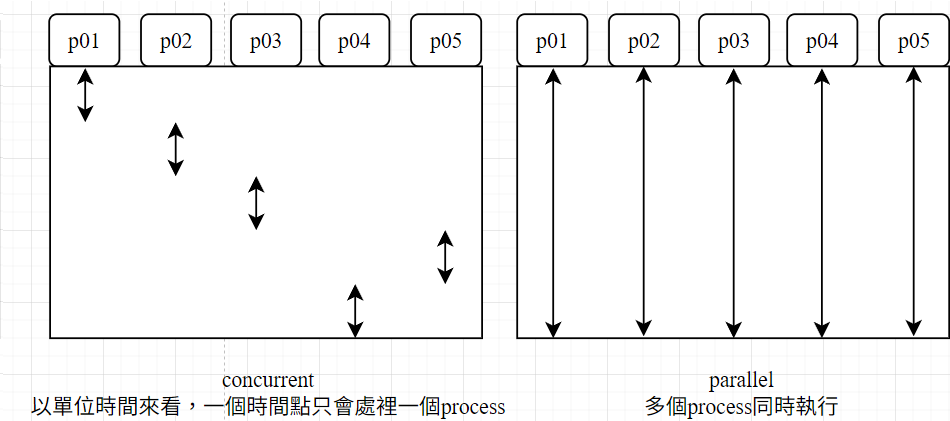 p01 p02 p03 p04 p05
p01 p02 p03 p04 p05
concurrent
以單位時間來看，一個時間點只會處裡一個process
parallel
多個process同時執行